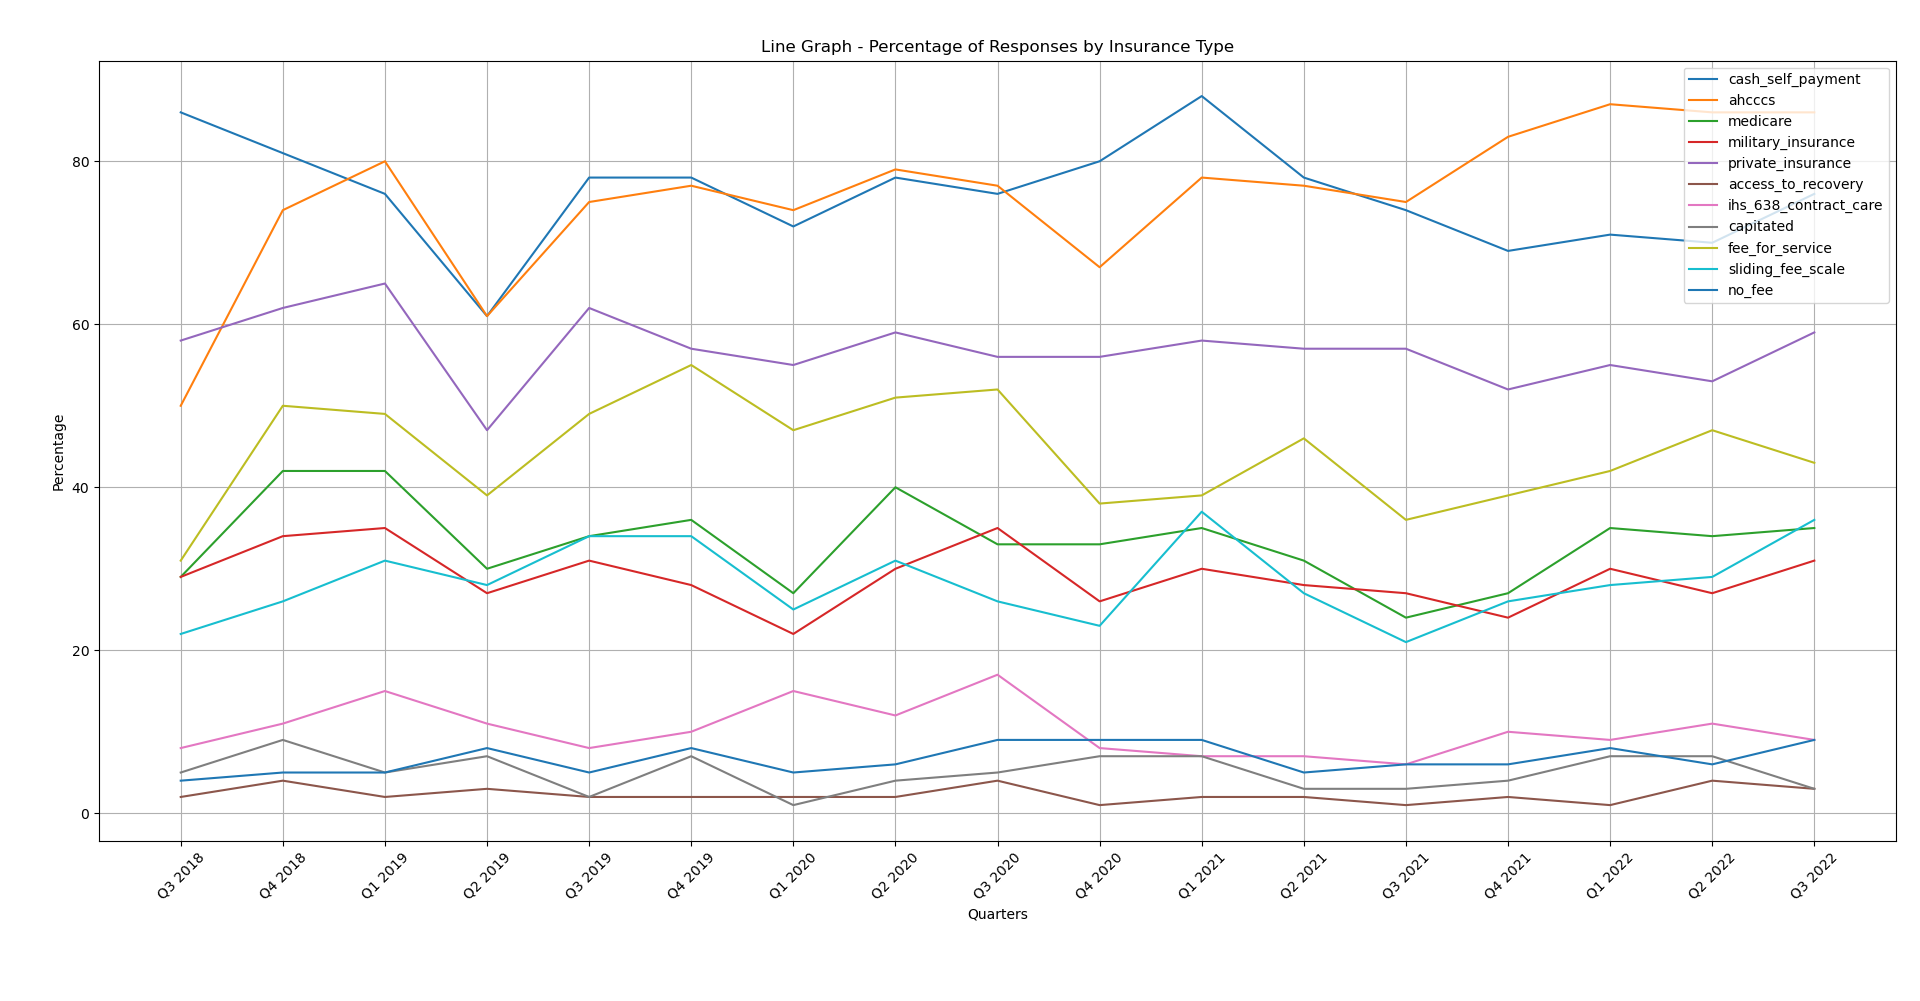 Line Graph - Percentage of Responses by Insurance Type
cash_self_payment
ahcccs
medicare
military_insurance
private_insurance
access_to_recovery
ihs_638_contract_care
capitated
fee_for_service
sliding_fee_scale
no_fee
Percentage
80
60
40
20
0
Q3 2018
Q4 2018
Q1 2019
Q2 2019
Q3 2019
Q4 2019
Q1 2020
Q2 2020
Q3 2020
Q4 2020
Q1 2021
Q2 2021
Q3 2021
Q4 2021
Q1 2022
Q2 2022
Q3 2022
Quarters